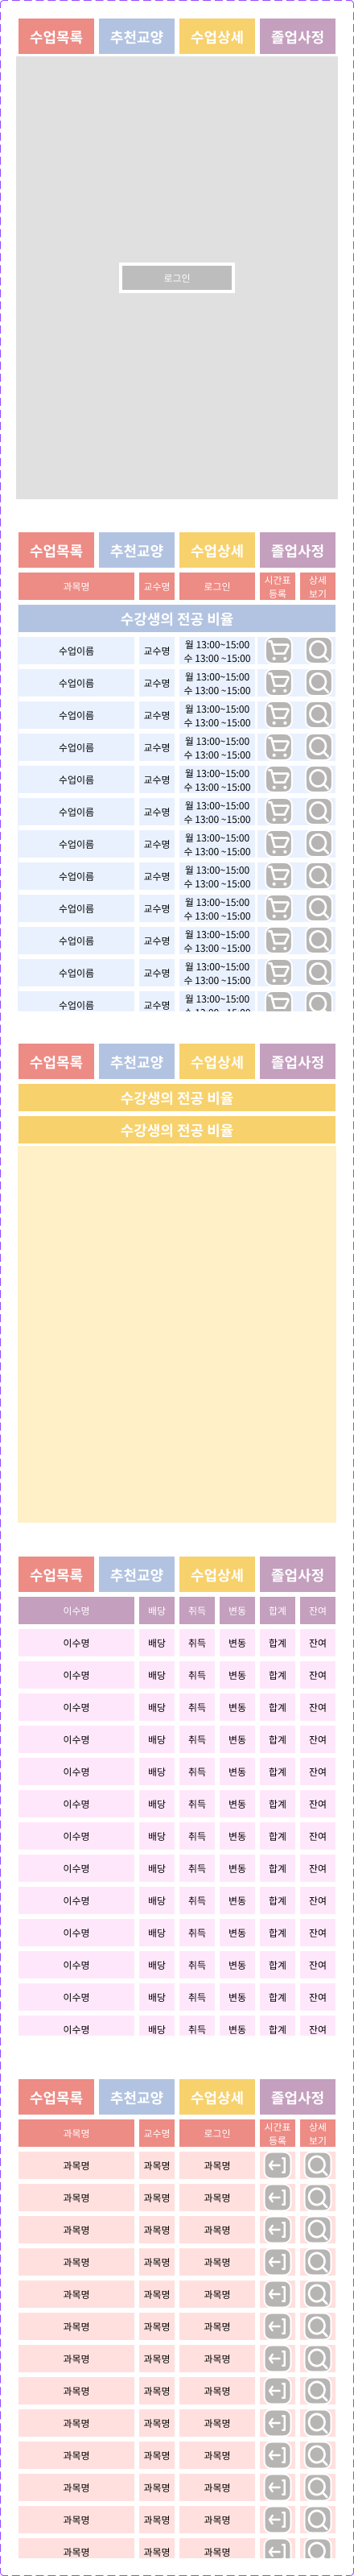 수업목록 추천교양 수업상세 졸업사정
로그인
수업목록 추천교양 수업상세 졸업사정
과목명 교수명 로그인 시간표 등록 상세 보기
수강생의 전공 비율
수업이름 교수명 월 13:00~15:00
수 13:00 ~15:00
수업이름 교수명 월 13:00~15:00
수 13:00 ~15:00
수업이름 교수명 월 13:00~15:00
수 13:00 ~15:00
수업이름 교수명 월 13:00~15:00
수 13:00 ~15:00
수업이름 교수명 월 13:00~15:00
수 13:00 ~15:00
수업이름 교수명 월 13:00~15:00
수 13:00 ~15:00
수업이름 교수명 월 13:00~15:00
수 13:00 ~15:00
수업이름 교수명 월 13:00~15:00
수 13:00 ~15:00
수업이름 교수명 월 13:00~15:00
수 13:00 ~15:00
수업이름 교수명 월 13:00~15:00
수 13:00 ~15:00
수업이름 교수명 월 13:00~15:00
수 13:00 ~15:00
수업이름 교수명 월 13:00~15:00
수업목록 추천교양 수업상세 졸업사정
수강생의 전공 비율
수강생의 전공 비율
수업목록 추천교양 수업상세 졸업사정
이수명 배당 취득 변동 합계 잔여
이수명 배당 취득 변동 합계 잔여
이수명 배당 취득 변동 합계 잔여
이수명 배당 취득 변동 합계 잔여
이수명 배당 취득 변동 합계 잔여
이수명 배당 취득 변동 합계 잔여
이수명 배당 취득 변동 합계 잔여
이수명 배당 취득 변동 합계 잔여
이수명 배당 취득 변동 합계 잔여
이수명 배당 취득 변동 합계 잔여
이수명 배당 취득 변동 합계 잔여
이수명 배당 취득 변동 합계 잔여
이수명 배당 취득 변동 합계 잔여
이수명 배당 취득 변동 합계 잔여
수업목록 추천교양 수업상세 졸업사정
과목명 교수명 로그인 시간표 등록 상세 보기
과목명 과목명 과목명
과목명 과목명 과목명
과목명 과목명 과목명
과목명 과목명 과목명
과목명 과목명 과목명
과목명 과목명 과목명
과목명 과목명 과목명
과목명 과목명 과목명
과목명 과목명 과목명
과목명 과목명 과목명
과목명 과목명 과목명
과목명 과목명 과목명
과목명 과목명 과목명